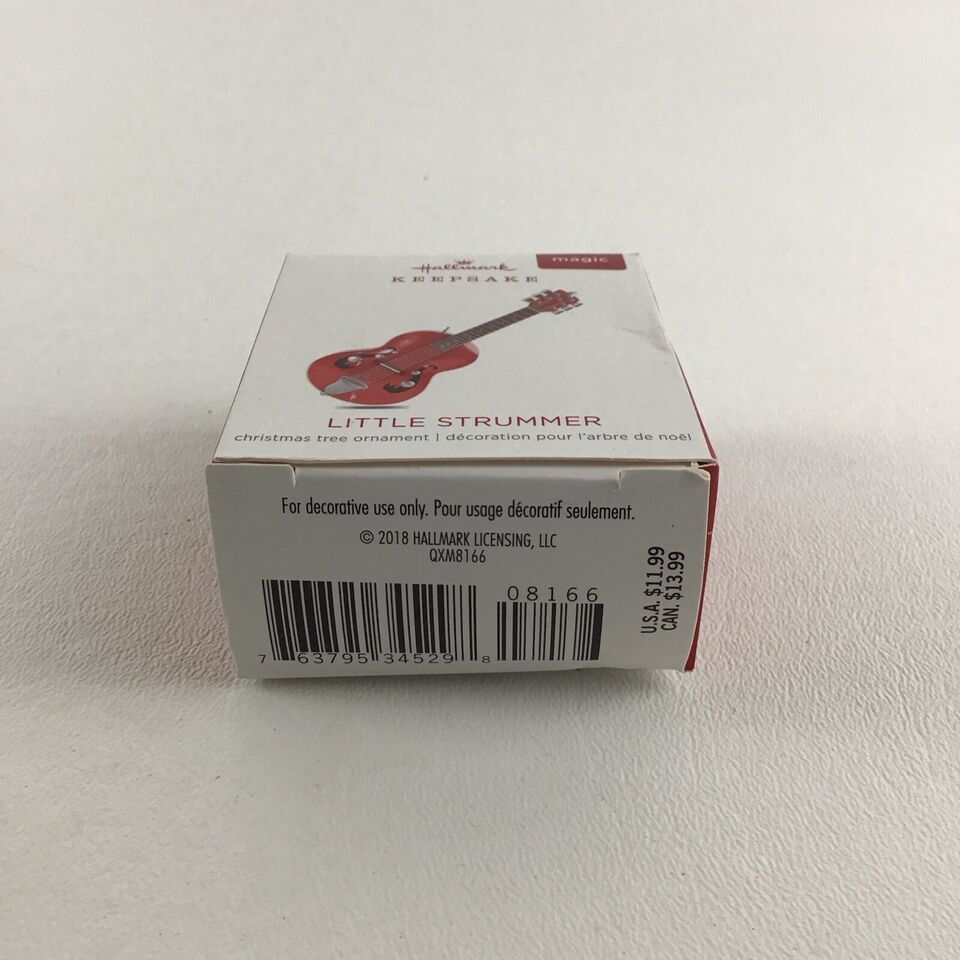 Hallmark
KEEPSAKE
magic
LITTLE STRUMMER
christmas tree ornament | décoration pour l'arbre de noël
For decorative use only. Pour usage décoratif seulement.
© 2018 HALLMARK LICENSING, LLC
QXM8166
08166
7 63795 34529 8
U.S.A. $11.99
CAN. $13.99